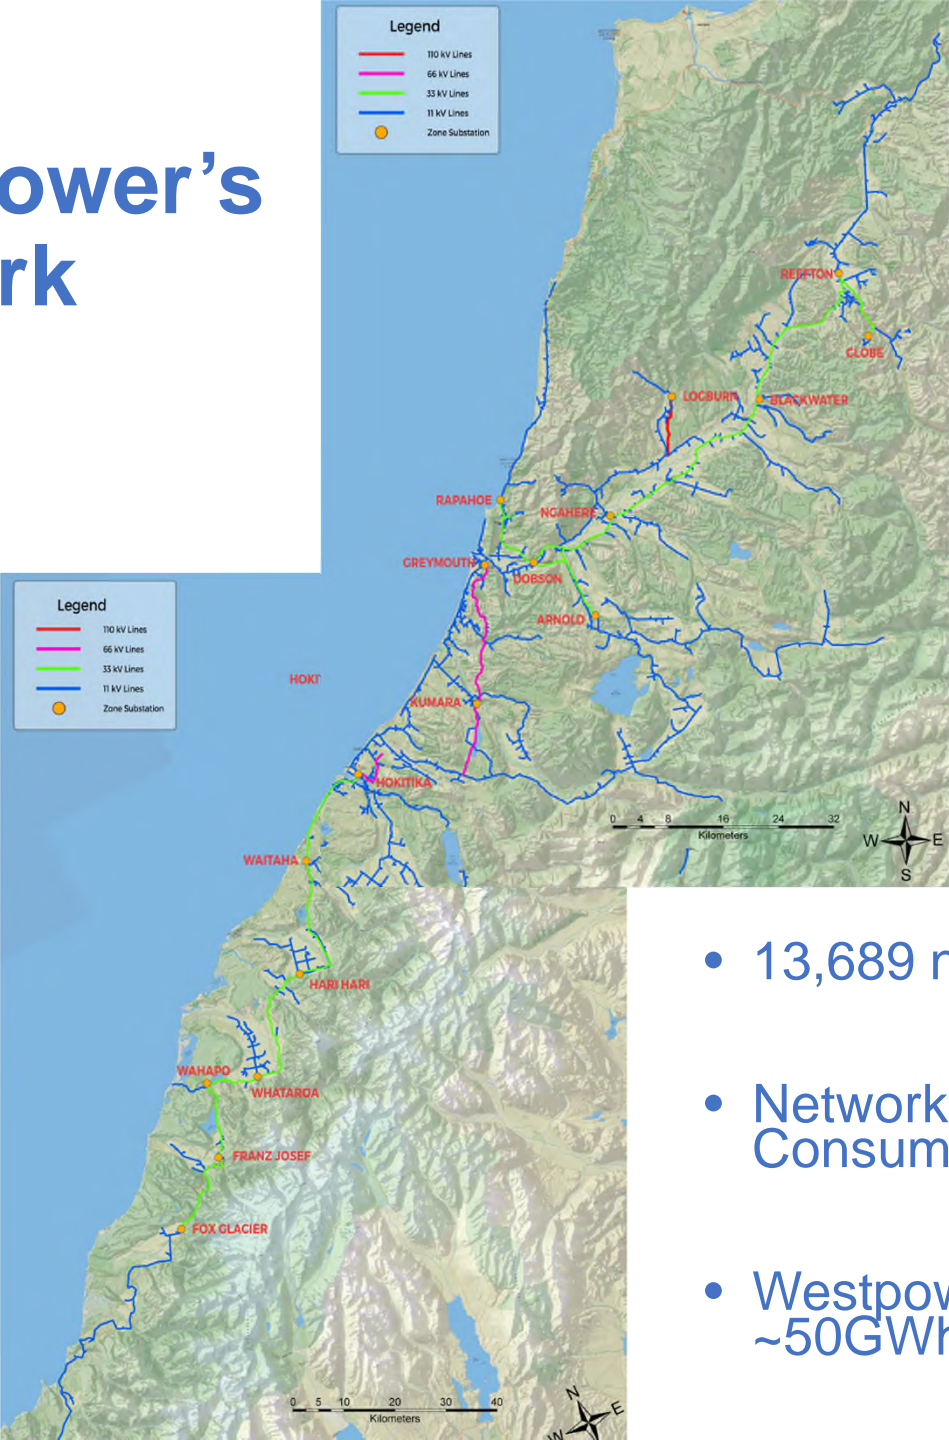 ower’s
rk
Legend
110 kV Lines
66 kV Lines
33 kV Lines
11 kV Lines
Zone Substation
REEFTON
GLOBE
LOGBURN
BLACKWATER
RAPAHOE
NGAHERE
GREYMOUTH
DOBSON
ARNOLD
Legend
110 kV Lines
66 kV Lines
33 kV Lines
11 kV Lines
Zone Substation
HOKI
KUMARA
HOKITIKA
0 4 8 16 24 32
Kilometers
N
W E
S
WAITAHA
HARI HARI
WAHAPO
WHATAROA
FRANZ JOSEF
FOX GLACIER
0 5 10 20 30 40
Kilometers
N
E
W
• 13,689 n
• Network
Consum
• Westpow
~50GWh